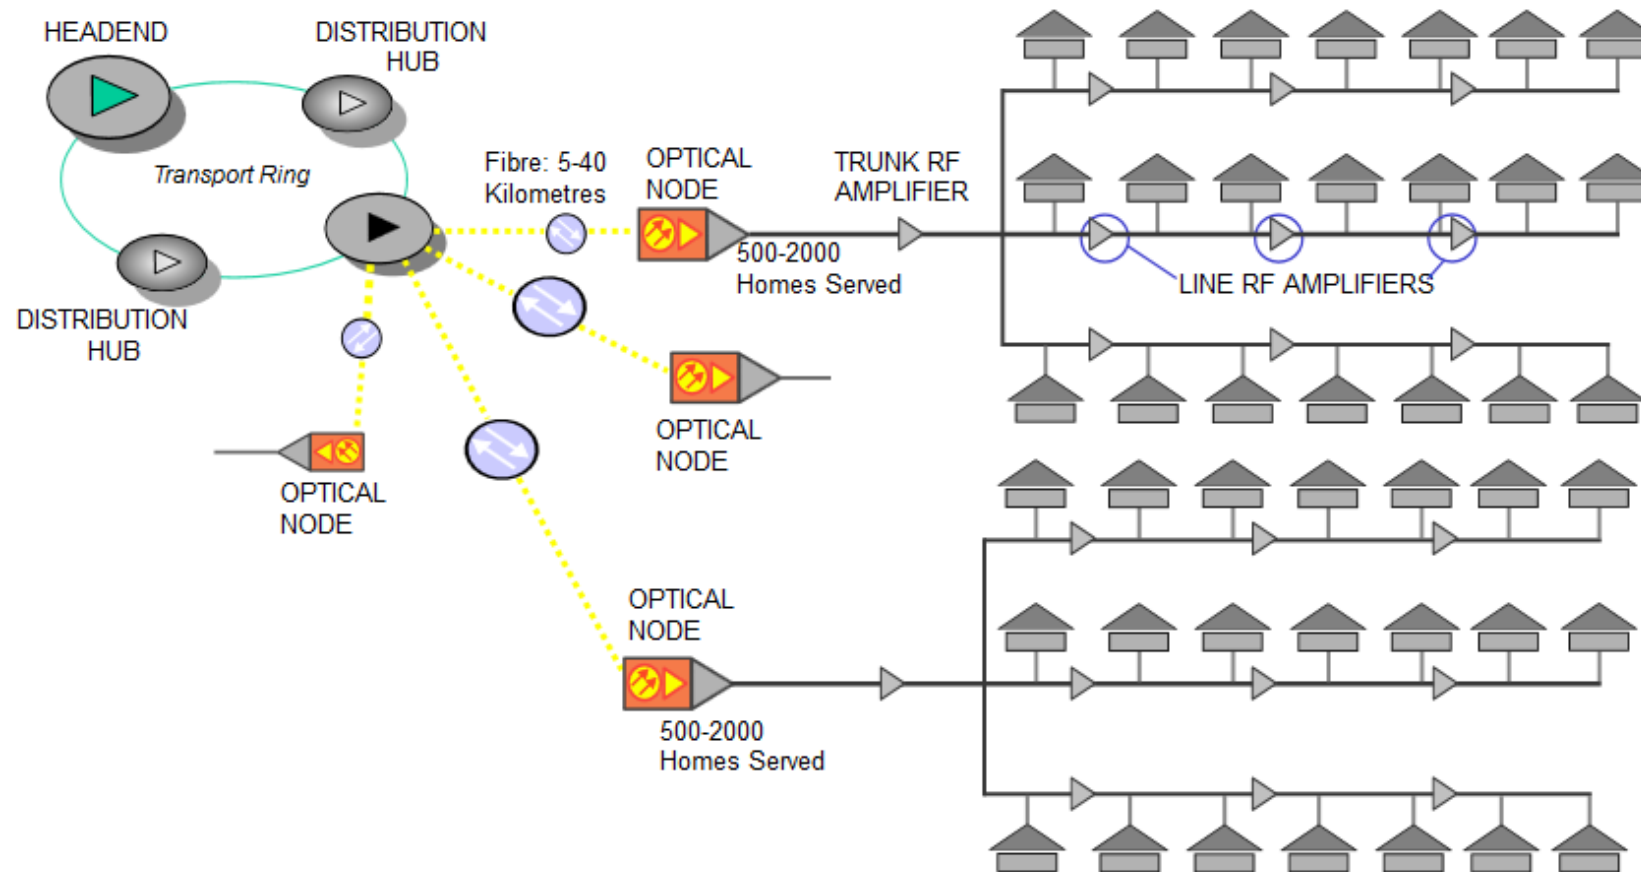 HEADEND
DISTRIBUTION
HUB
Transport Ring
DISTRIBUTION
HUB
Fibre: 5-40
Kilometres
OPTICAL
NODE
TRUNK RF
AMPLIFIER
500-2000
Homes Served
LINE RF AMPLIFIERS
OPTICAL
NODE
OPTICAL
NODE
OPTICAL
NODE
500-2000
Homes Served